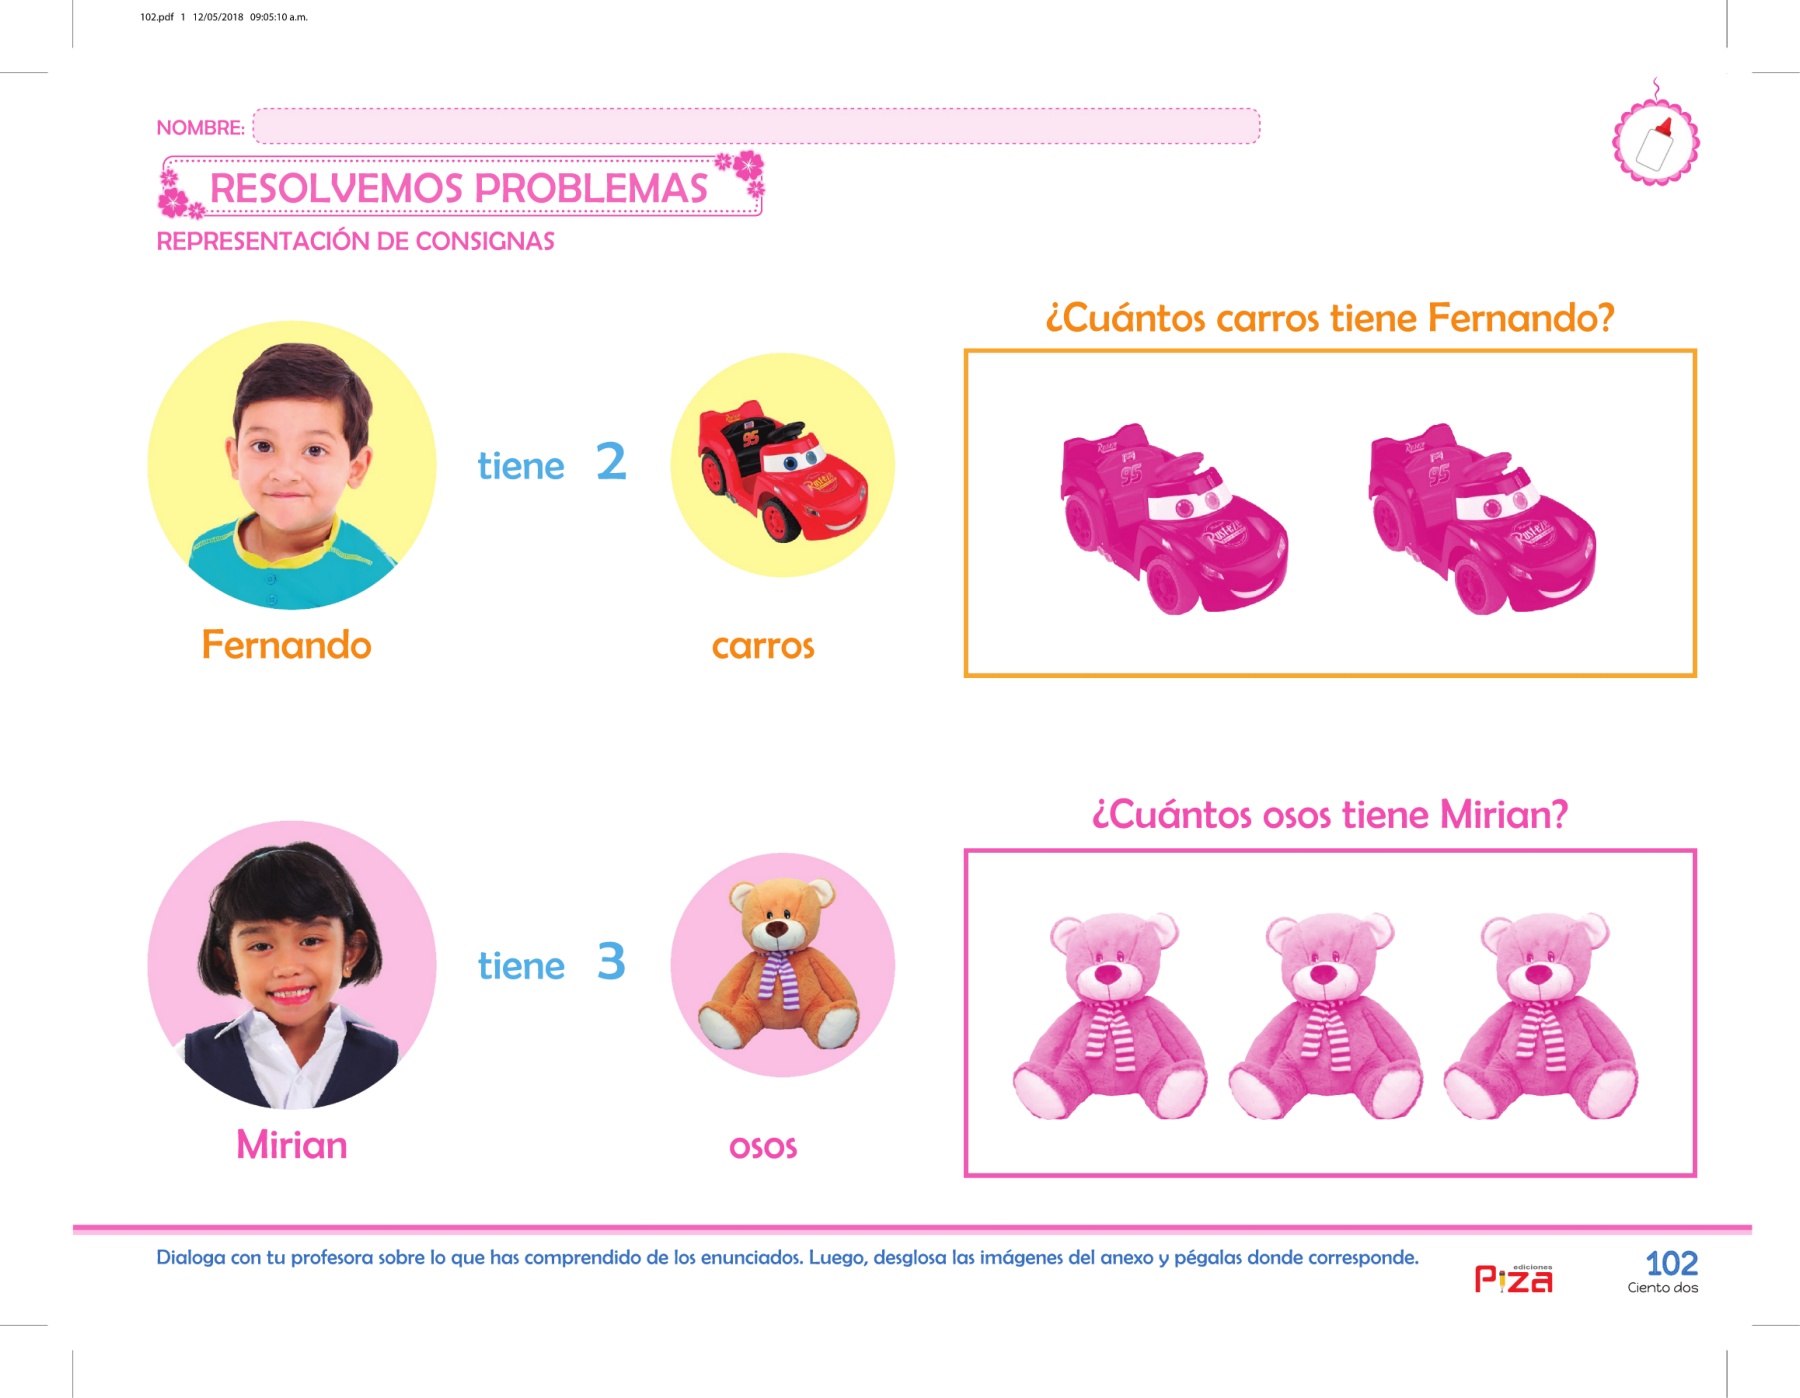 102.pdf 1 12/05/2018 09:05:10 a.m.
NOMBRE:
RESOLVEMOS PROBLEMAS
REPRESENTACIÓN DE CONSIGNAS
¿Cuántos carros tiene Fernando?
tiene 2
95
95
95
Fernando
carros
¿Cuántos osos tiene Mirian?
tiene 3
Mirian
osos
Dialoga con tu profesora sobre lo que has comprendido de los enunciados. Luego, desglosa las imágenes del anexo y pégalas donde corresponde.
ediciones
Piza
102
Ciento dos